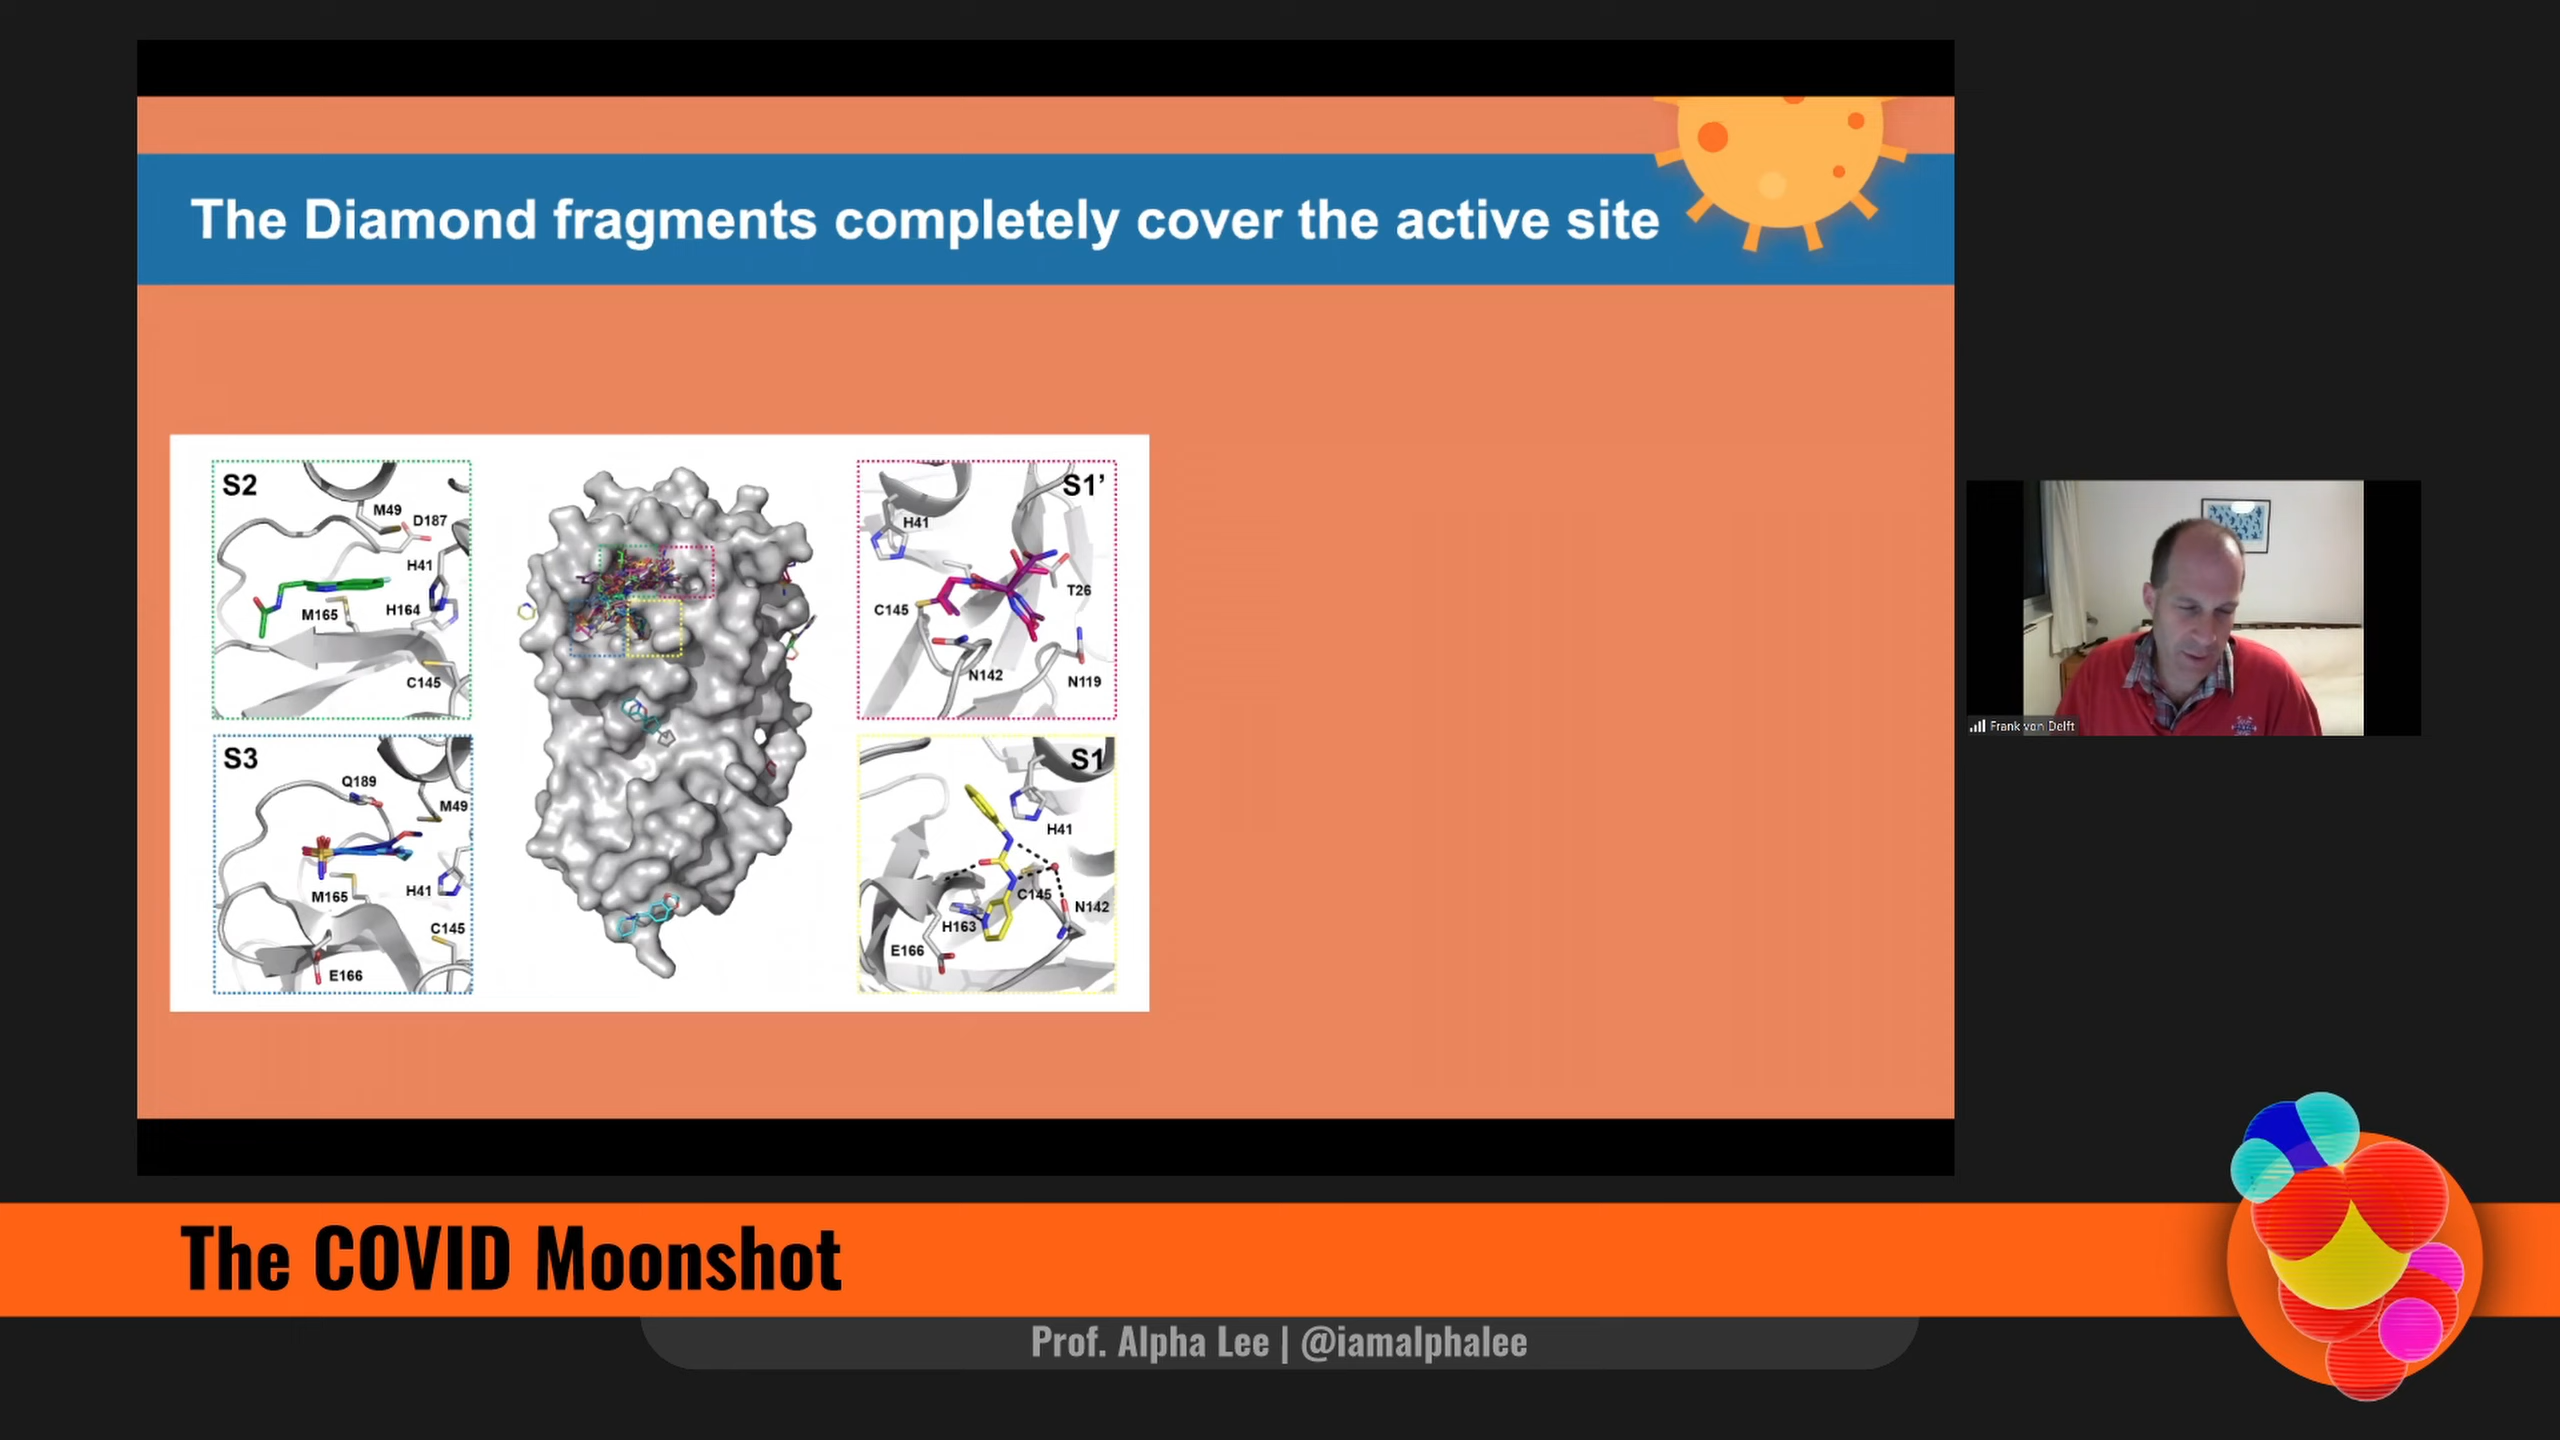 The Diamond fragments completely cover the active site
S2
M49
D187
H41
M165
H164
C145
S1’
H41
T26
C145
N142
N119
S3
Q189
M49
M165
H41
C145
E166
S1
H41
C145
N142
H163
E166
Frank von Delft
The COVID Moonshot
Prof. Alpha Lee | @iamalphalee